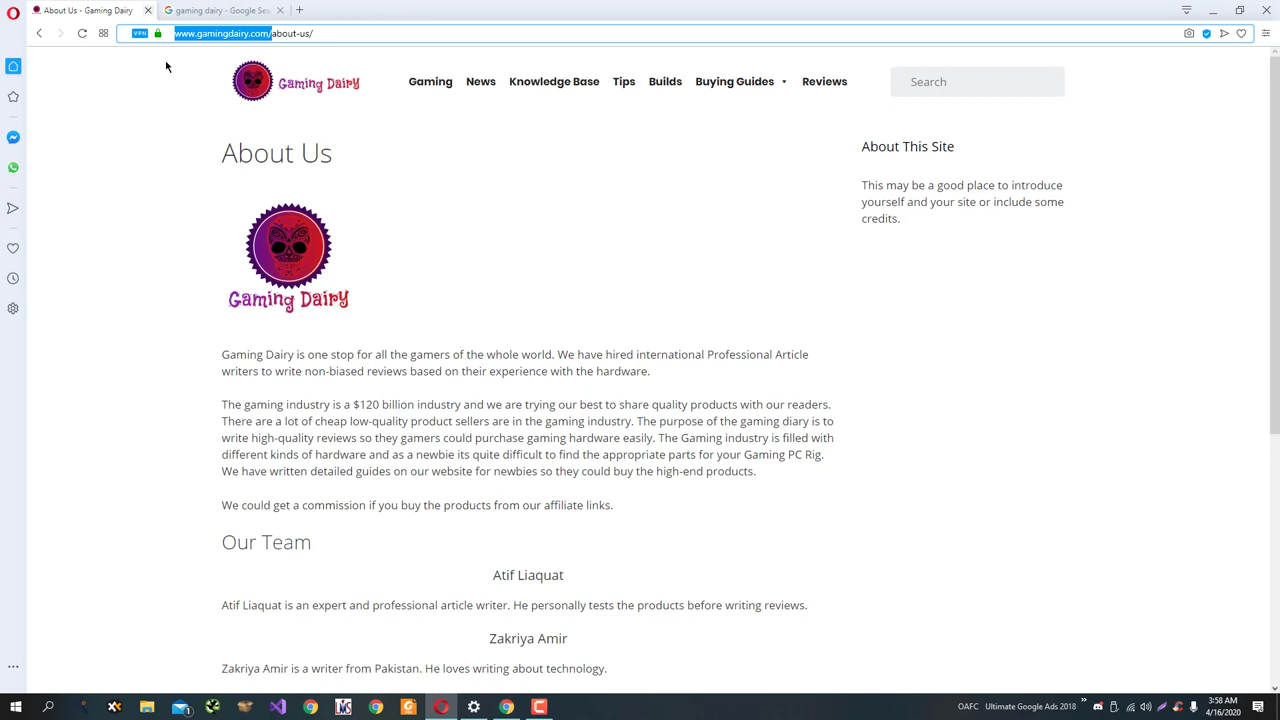 About Us - Gaming Dairy
gaming dairy - Google Sea
VPN
www.gamingdairy.com/about-us/
Gaming Dairy
Gaming
News
Knowledge Base
Tips
Builds
Buying Guides
Reviews
Search
About Us
About This Site
This may be a good place to introduce
yourself and your site or include some
credits.
Gaming Dairy
Gaming Dairy is one stop for all the gamers of the whole world. We have hired international Professional Article
writers to write non-biased reviews based on their experience with the hardware.
The gaming industry is a $120 billion industry and we are trying our best to share quality products with our readers.
There are a lot of cheap low-quality product sellers are in the gaming industry. The purpose of the gaming diary is to
write high-quality reviews so they gamers could purchase gaming hardware easily. The Gaming industry is filled with
different kinds of hardware and as a newbie its quite difficult to find the appropriate parts for your Gaming PC Rig.
We have written detailed guides on our website for newbies so they could buy the high-end products.
We could get a commission if you buy the products from our affiliate links.
Our Team
Atif Liaquat
Atif Liaquat is an expert and professional article writer. He personally tests the products before writing reviews.
Zakriya Amir
Zakriya Amir is a writer from Pakistan. He loves writing about technology.
1
OAFC
Ultimate Google Ads 2018
3:58 AM
4/16/2020